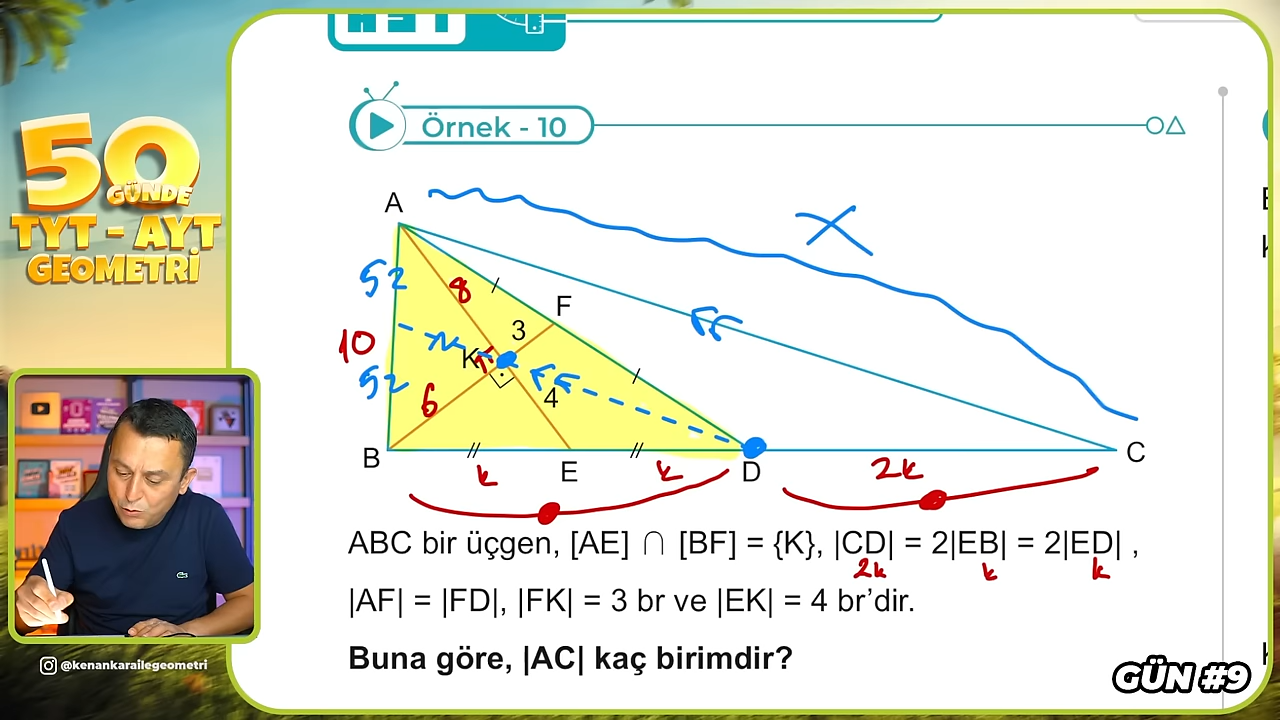 50
GÜNDE
TYT - AYT
GEOMETRİ
Örnek - 10
A
52
8
F
3
10
K
52
4
6
B
E
D
C
k
k
2k
ABC bir üçgen, [AE] ∩ [BF] = {K}, |CD| = 2|EB| = 2|ED| ,
2k
k
k
|AF| = |FD|, |FK| = 3 br ve |EK| = 4 br’dir.
Buna göre, |AC| kaç birimdir?
@kenankarailegeometri
GÜN #9